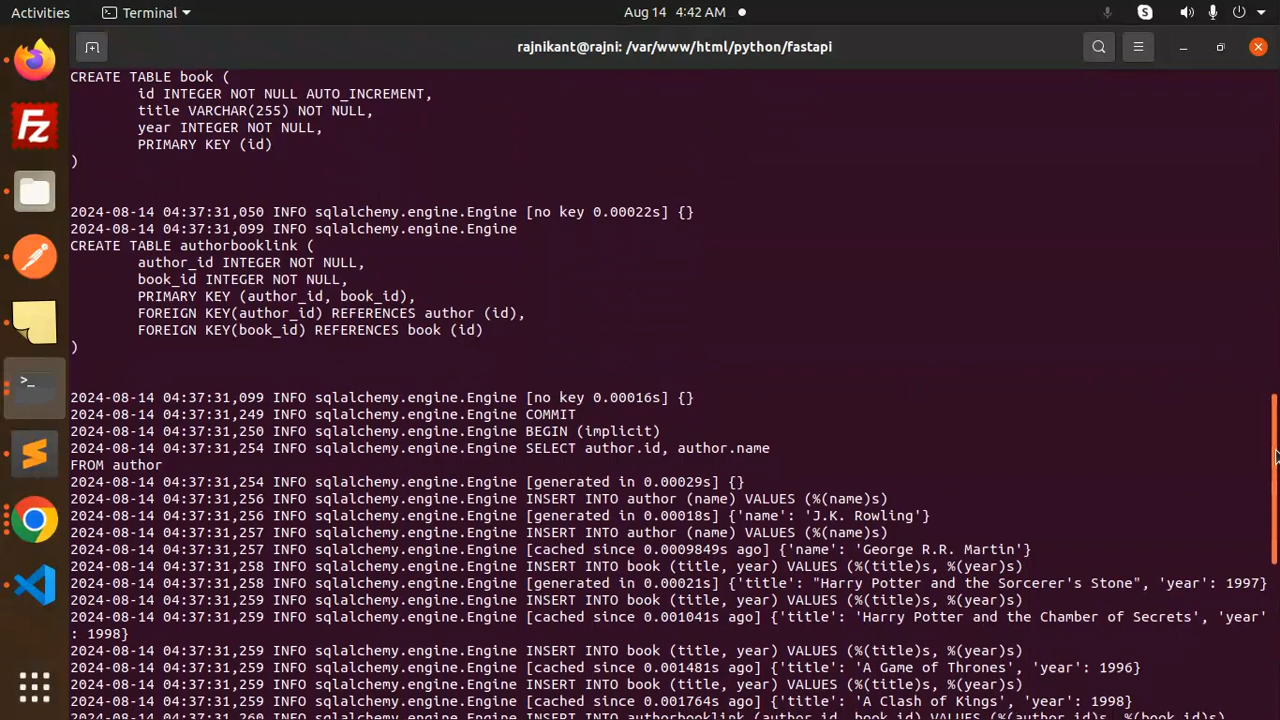 Activities Terminal Aug 14 4:42 AM
rajnikant@rajni: /var/www/html/python/fastapi
CREATE TABLE book (
id INTEGER NOT NULL AUTO_INCREMENT,
title VARCHAR(255) NOT NULL,
year INTEGER NOT NULL,
PRIMARY KEY (id)
)
2024-08-14 04:37:31,050 INFO sqlalchemy.engine.Engine [no key 0.00022s] {}
2024-08-14 04:37:31,099 INFO sqlalchemy.engine.Engine
CREATE TABLE authorbooklink (
author_id INTEGER NOT NULL,
book_id INTEGER NOT NULL,
PRIMARY KEY (author_id, book_id),
FOREIGN KEY(author_id) REFERENCES author (id),
FOREIGN KEY(book_id) REFERENCES book (id)
)
2024-08-14 04:37:31,099 INFO sqlalchemy.engine.Engine [no key 0.00016s] {}
2024-08-14 04:37:31,249 INFO sqlalchemy.engine.Engine COMMIT
2024-08-14 04:37:31,250 INFO sqlalchemy.engine.Engine BEGIN (implicit)
2024-08-14 04:37:31,254 INFO sqlalchemy.engine.Engine SELECT author.id, author.name
FROM author
2024-08-14 04:37:31,254 INFO sqlalchemy.engine.Engine [generated in 0.00029s] {}
2024-08-14 04:37:31,256 INFO sqlalchemy.engine.Engine INSERT INTO author (name) VALUES (%(name)s)
2024-08-14 04:37:31,256 INFO sqlalchemy.engine.Engine [generated in 0.00018s] {'name': 'J.K. Rowling'}
2024-08-14 04:37:31,257 INFO sqlalchemy.engine.Engine INSERT INTO author (name) VALUES (%(name)s)
2024-08-14 04:37:31,257 INFO sqlalchemy.engine.Engine [cached since 0.0009849s ago] {'name': 'George R.R. Martin'}
2024-08-14 04:37:31,258 INFO sqlalchemy.engine.Engine INSERT INTO book (title, year) VALUES (%(title)s, %(year)s)
2024-08-14 04:37:31,258 INFO sqlalchemy.engine.Engine [generated in 0.00021s] {'title': "Harry Potter and the Sorcerer's Stone", 'year': 1997}
2024-08-14 04:37:31,259 INFO sqlalchemy.engine.Engine INSERT INTO book (title, year) VALUES (%(title)s, %(year)s)
2024-08-14 04:37:31,259 INFO sqlalchemy.engine.Engine [cached since 0.001041s ago] {'title': 'Harry Potter and the Chamber of Secrets', 'year'
: 1998}
2024-08-14 04:37:31,259 INFO sqlalchemy.engine.Engine INSERT INTO book (title, year) VALUES (%(title)s, %(year)s)
2024-08-14 04:37:31,259 INFO sqlalchemy.engine.Engine [cached since 0.001481s ago] {'title': 'A Game of Thrones', 'year': 1996}
2024-08-14 04:37:31,259 INFO sqlalchemy.engine.Engine INSERT INTO book (title, year) VALUES (%(title)s, %(year)s)
2024-08-14 04:37:31,259 INFO sqlalchemy.engine.Engine [cached since 0.001764s ago] {'title': 'A Clash of Kings', 'year': 1998}
2024-08-14 04:37:31,260 INFO sqlalchemy.engine.Engine INSERT INTO authorbooklink (author_id, book_id) VALUES (%(author_id)s, %(book_id)s)